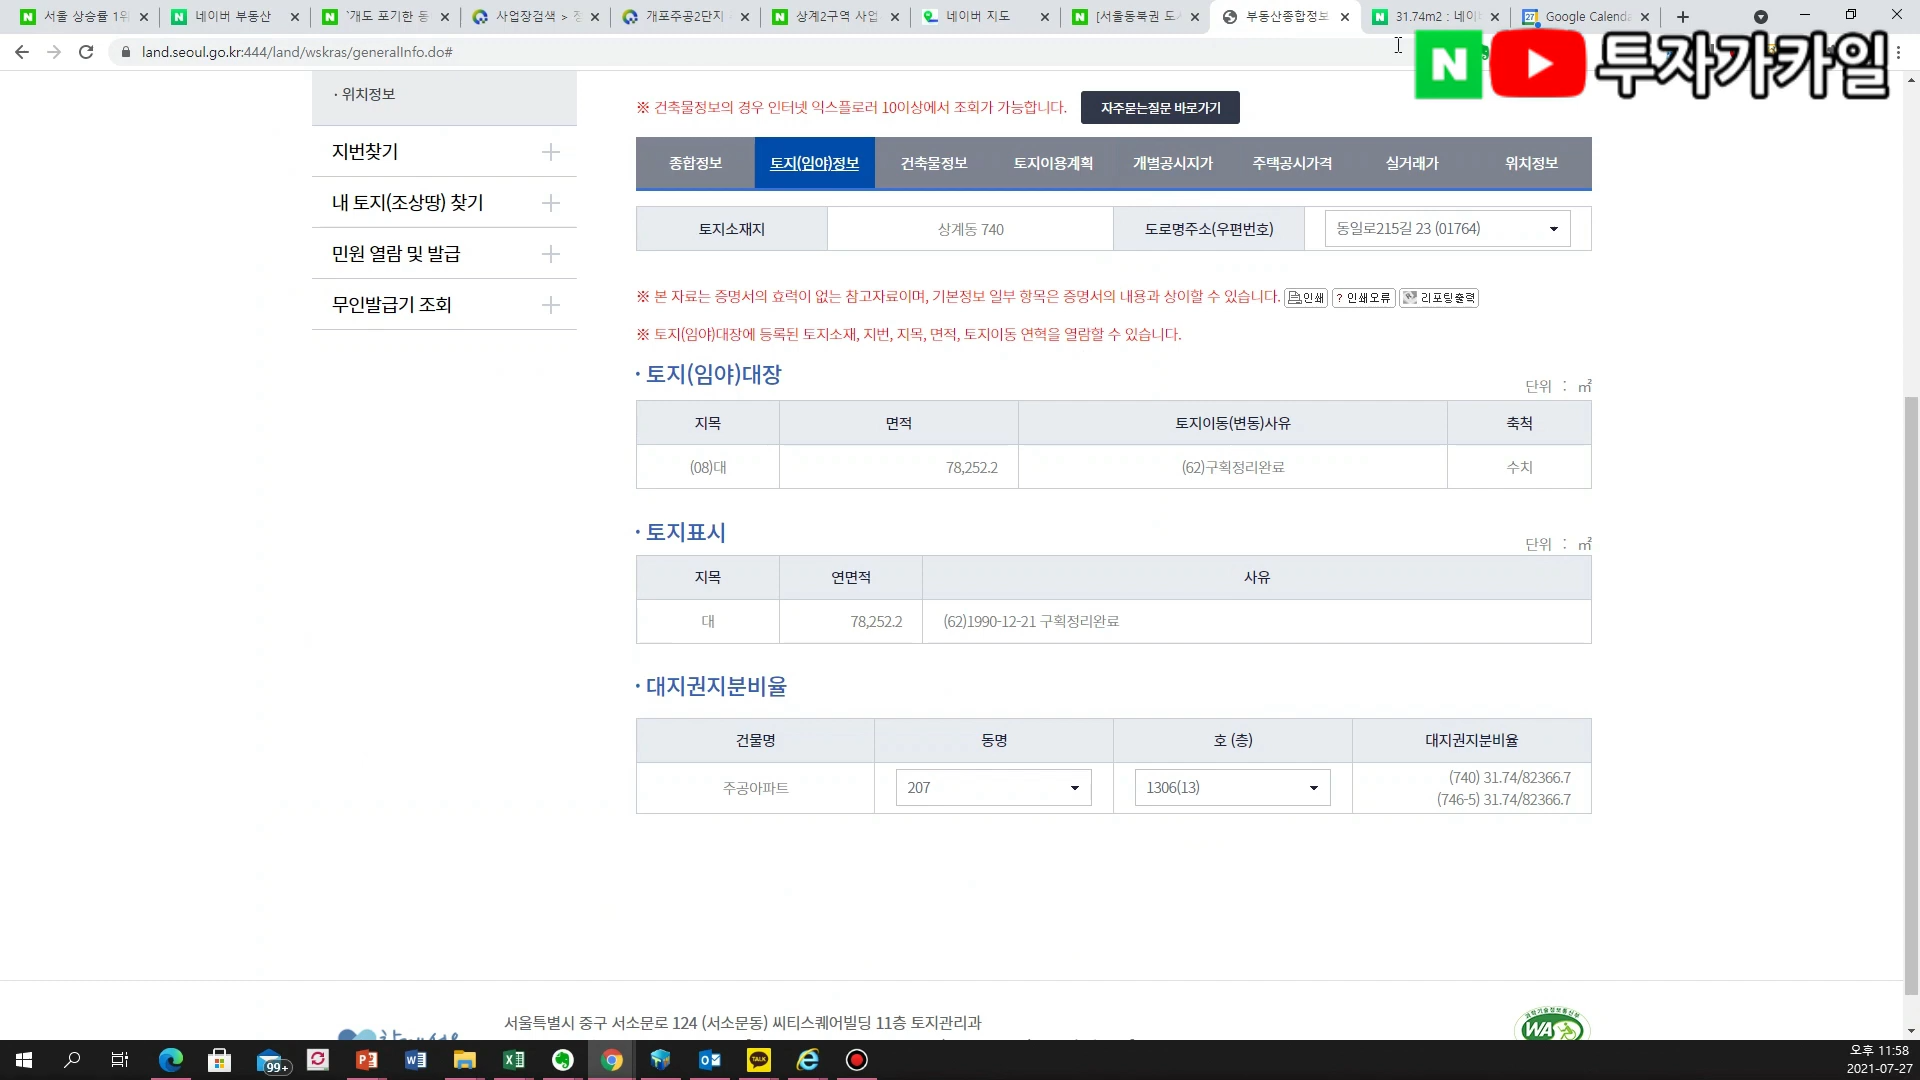 서울 상승률 1위
네이버 부동산
`개도 포기한 동
사업장검색 > 정
개포주공2단지
상계2구역 사업
네이버 지도
[서울동북권 도시
부동산종합정보
31.74m2 : 네이버
Google Calenda
land.seoul.go.kr:444/land/wskras/generalInfo.do#
투자가카일
· 위치정보
지번찾기
내 토지(조상땅) 찾기
민원 열람 및 발급
무인발급기 조회
※ 건축물정보의 경우 인터넷 익스플로러 10이상에서 조회가 가능합니다.
자주묻는질문 바로가기
종합정보 토지(임야)정보 건축물정보 토지이용계획 개별공시지가 주택공시가격 실거래가 위치정보
토지소재지 상계동 740 도로명주소(우편번호) 동일로215길 23 (01764)
※ 본 자료는 증명서의 효력이 없는 참고자료이며, 기본정보 일부 항목은 증명서의 내용과 상이할 수 있습니다. 인쇄 ? 인쇄오류 리포팅출력
※ 토지(임야)대장에 등록된 토지소재, 지번, 지목, 면적, 토지이동 연혁을 열람할 수 있습니다.
· 토지(임야)대장
단위 : ㎡
지목 면적 토지이동(변동)사유 축척
(08)대 78,252.2 (62)구획정리완료 수치
· 토지표시
단위 : ㎡
지목 연면적 사유
대 78,252.2 (62)1990-12-21 구획정리완료
· 대지권지분비율
건물명 동명 호 (층) 대지권지분비율
주공아파트 207 1306(13) (740) 31.74/82366.7
(746-5) 31.74/82366.7
서울특별시 중구 서소문로 124 (서소문동) 씨티스퀘어빌딩 11층 토지관리과
WA
99+
TALK
오후 11:58
2021-07-27